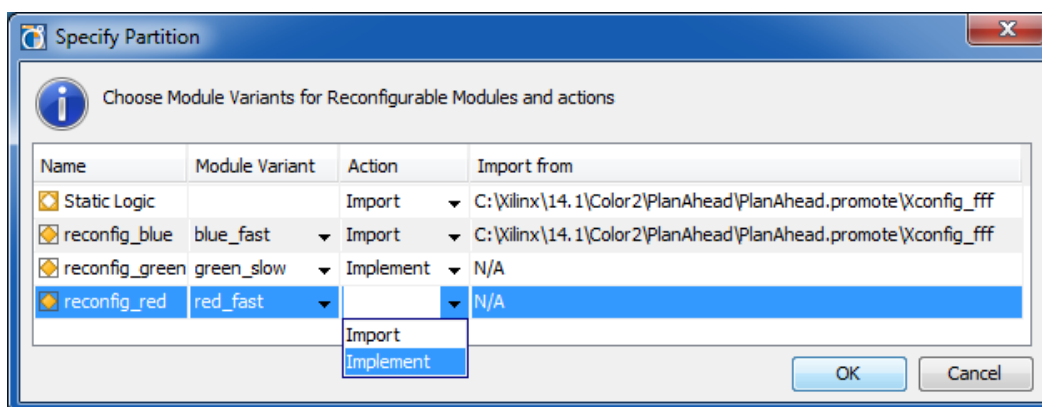 Specify Partition
Choose Module Variants for Reconfigurable Modules and actions
Name Module Variant Action Import from
Static Logic Import C:\Xilinx\14.1\Color2\PlanAhead\PlanAhead.promote\Xconfig_fff
reconfig_blue blue_fast Import C:\Xilinx\14.1\Color2\PlanAhead\PlanAhead.promote\Xconfig_fff
reconfig_green green_slow Implement N/A
reconfig_red red_fast N/A
Import
Implement
OK Cancel